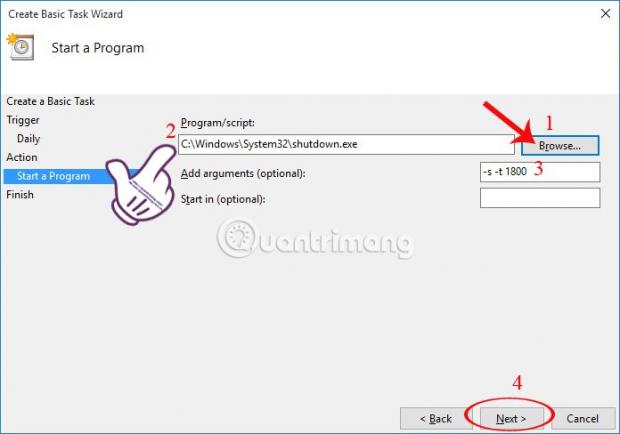 Create Basic Task Wizard
Start a Program
Create a Basic Task
Trigger
Daily
Action
Start a Program
Finish
Program/script:
1
2
C:\Windows\System32\shutdown.exe
Browse...
Add arguments (optional):
-s -t 1800
3
Start in (optional):
Quantrimang
4
< Back
Next >
Cancel